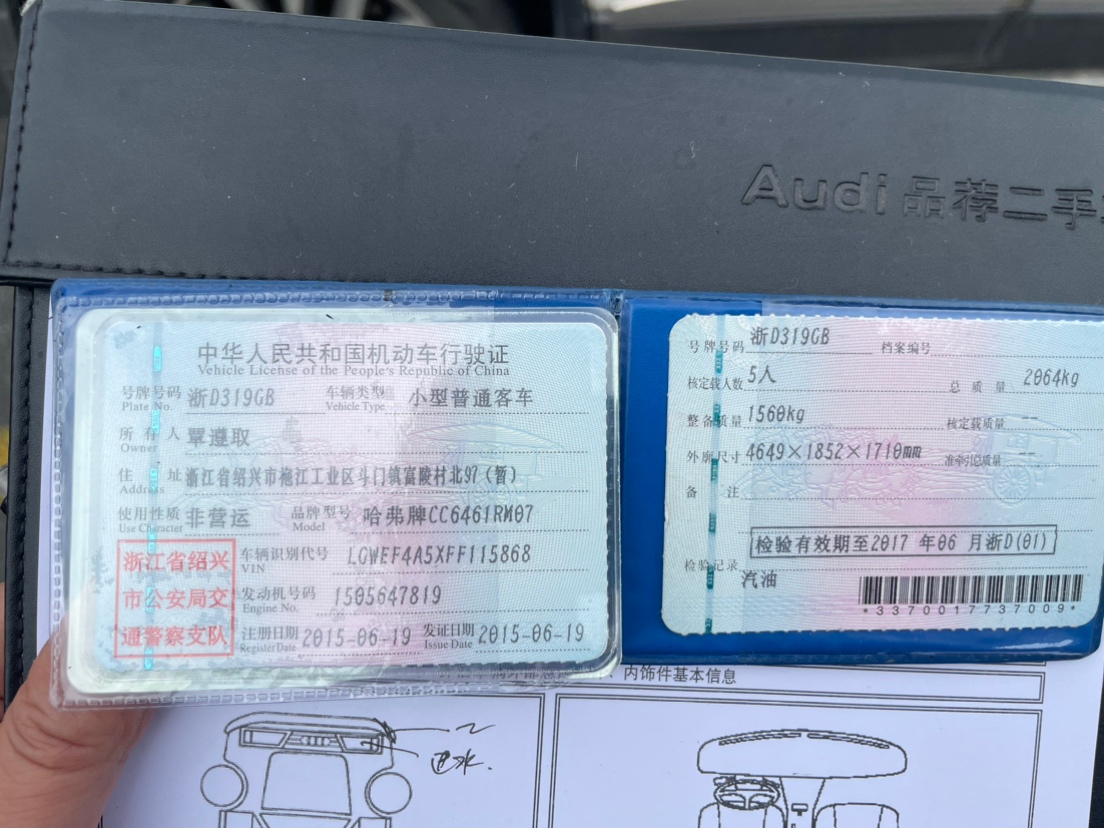 Audi 品荐二手
中华人民共和国机动车行驶证
Vehicle License of the People's Republic of China
号牌号码 浙D319GB 车辆类型 小型普通客车
Plate No. Vehicle Type
所有人 覃遵取
Owner
住址 浙江省绍兴市袍江工业区斗门镇富陵村北97(暂)
Address
使用性质 非营运 品牌型号 哈弗牌CC6461RM07
Use Character Model
浙江省绍兴
市公安局交
通警察支队
车辆识别代号 LGWEF4A5XFF115868
VIN
发动机号码 1505647819
Engine No.
注册日期 2015-06-19 发证日期 2015-06-19
Register Date Issue Date
号牌号码 浙D319GB 档案编号
核定载人数 5人 总质量 2064kg
整备质量 1560kg 核定载质量 --
外廓尺寸 4649×1852×1710mm 准牵引总质量 --
备注
检验有效期至2017 年06 月浙D(01)
检验记录
汽油
*3370017737009*
内饰件基本信息